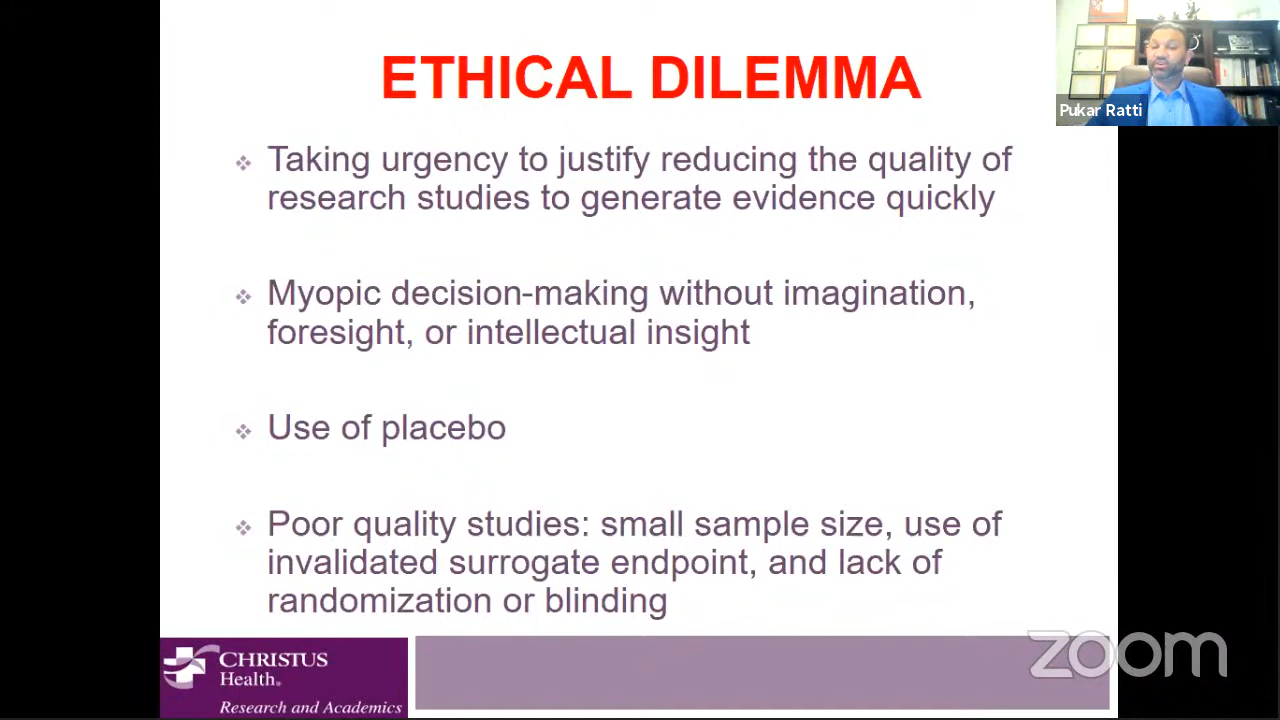 ETHICAL DILEMMA
Pukar Ratti
Taking urgency to justify reducing the quality of
research studies to generate evidence quickly
Myopic decision-making without imagination,
foresight, or intellectual insight
Use of placebo
Poor quality studies: small sample size, use of
invalidated surrogate endpoint, and lack of
randomization or blinding
CHRISTUS
Health.
Research and Academics
zoom